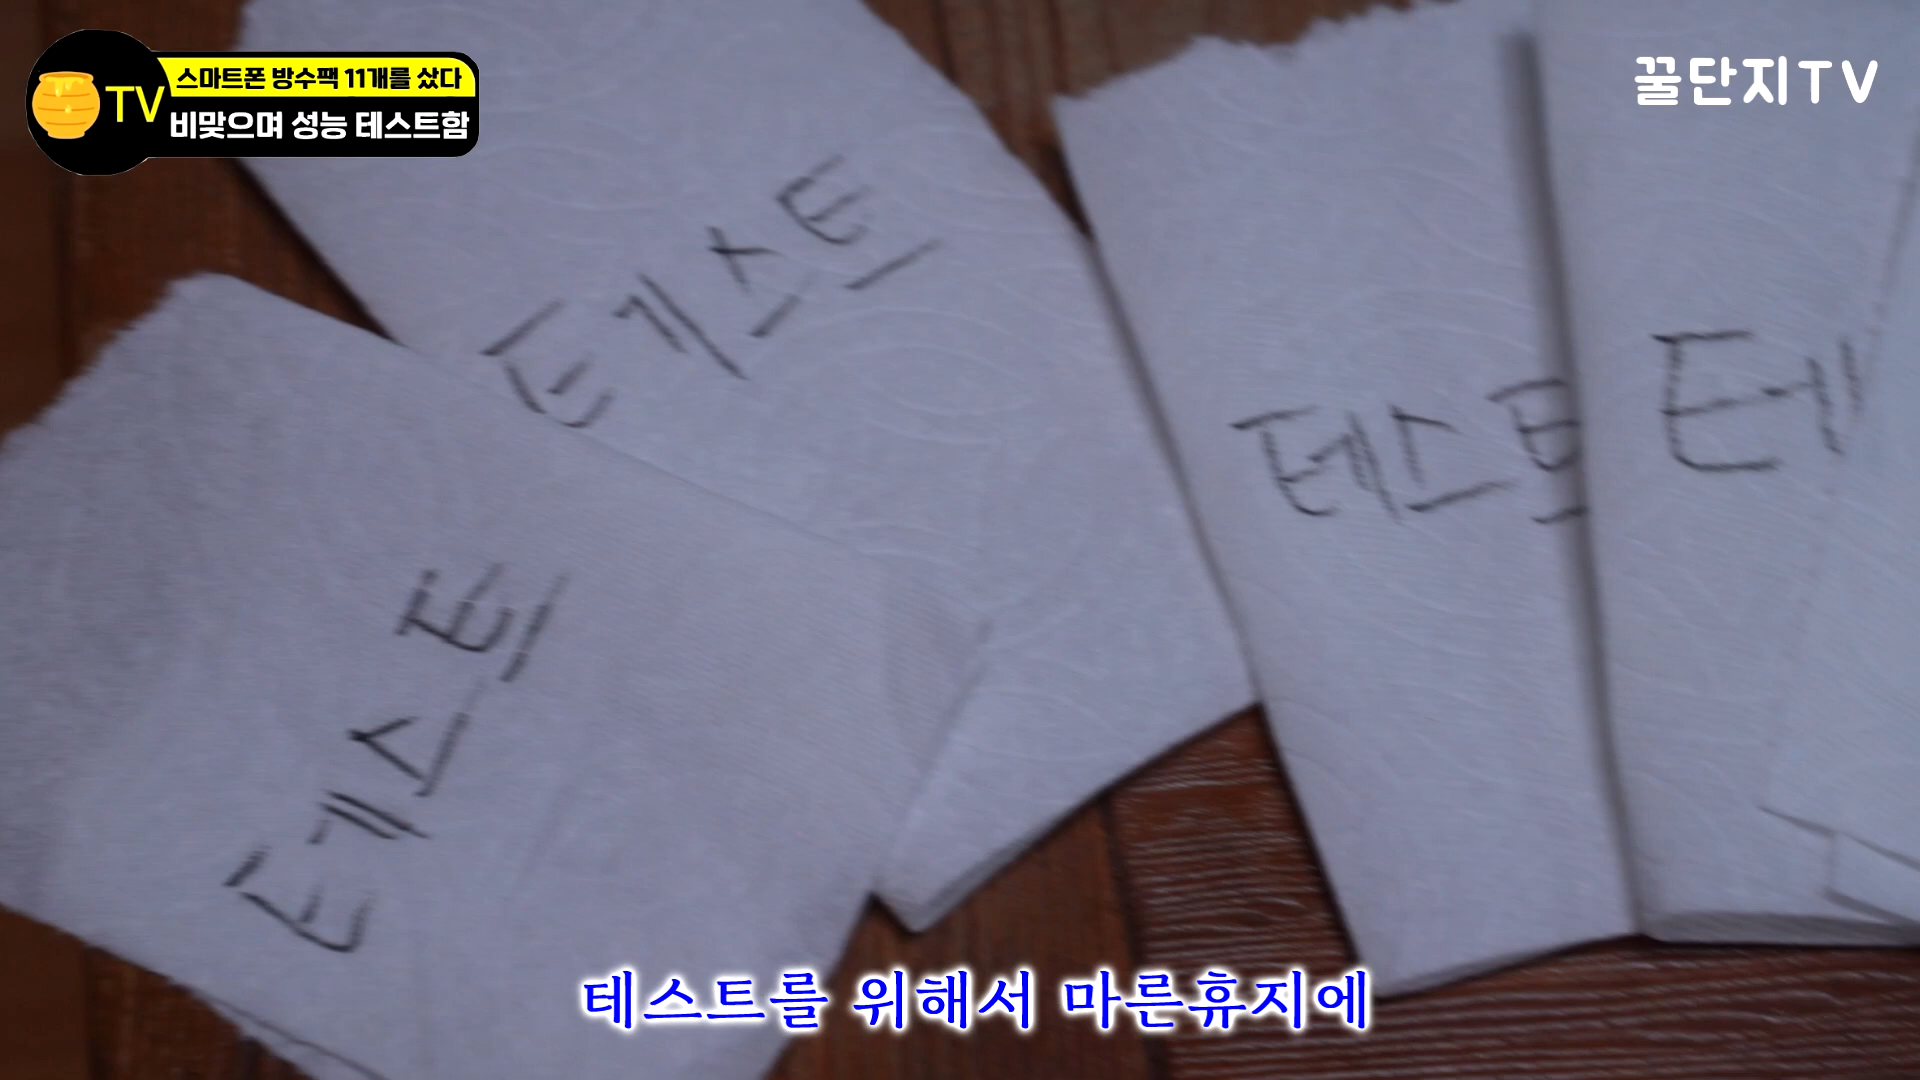 TV
스마트폰 방수팩 11개를 샀다
비맞으며 성능 테스트함
꿀단지TV
테스트
테스트
테스트
테
테스트를 위해서 마른휴지에